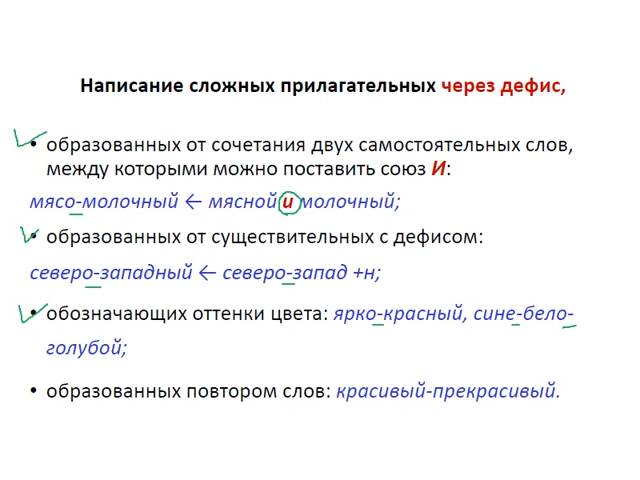 Написание сложных прилагательных через дефис,
• образованных от сочетания двух самостоятельных слов,
между которыми можно поставить союз И:
мясо-молочный ← мясной и молочный;
• образованных от существительных с дефисом:
северо-западный ← северо-запад +н;
• обозначающих оттенки цвета: ярко-красный, сине-бело-
голубой;
• образованных повтором слов: красивый-прекрасивый.